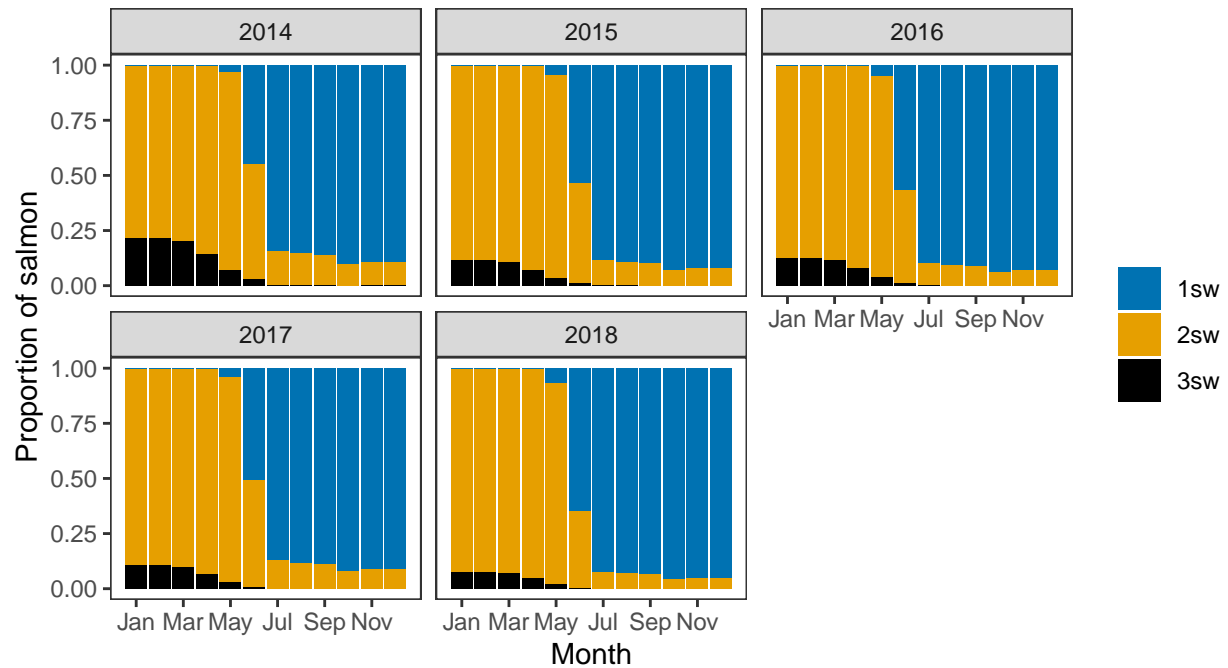 2014 2015 2016
1.00
0.75
0.50
0.25
0.00
Jan Mar May Jul Sep Nov
2017 2018
1.00
0.75
0.50
0.25
0.00
Jan Mar May Jul Sep Nov Jan Mar May Jul Sep Nov
Month
Proportion of salmon
1sw
2sw
3sw